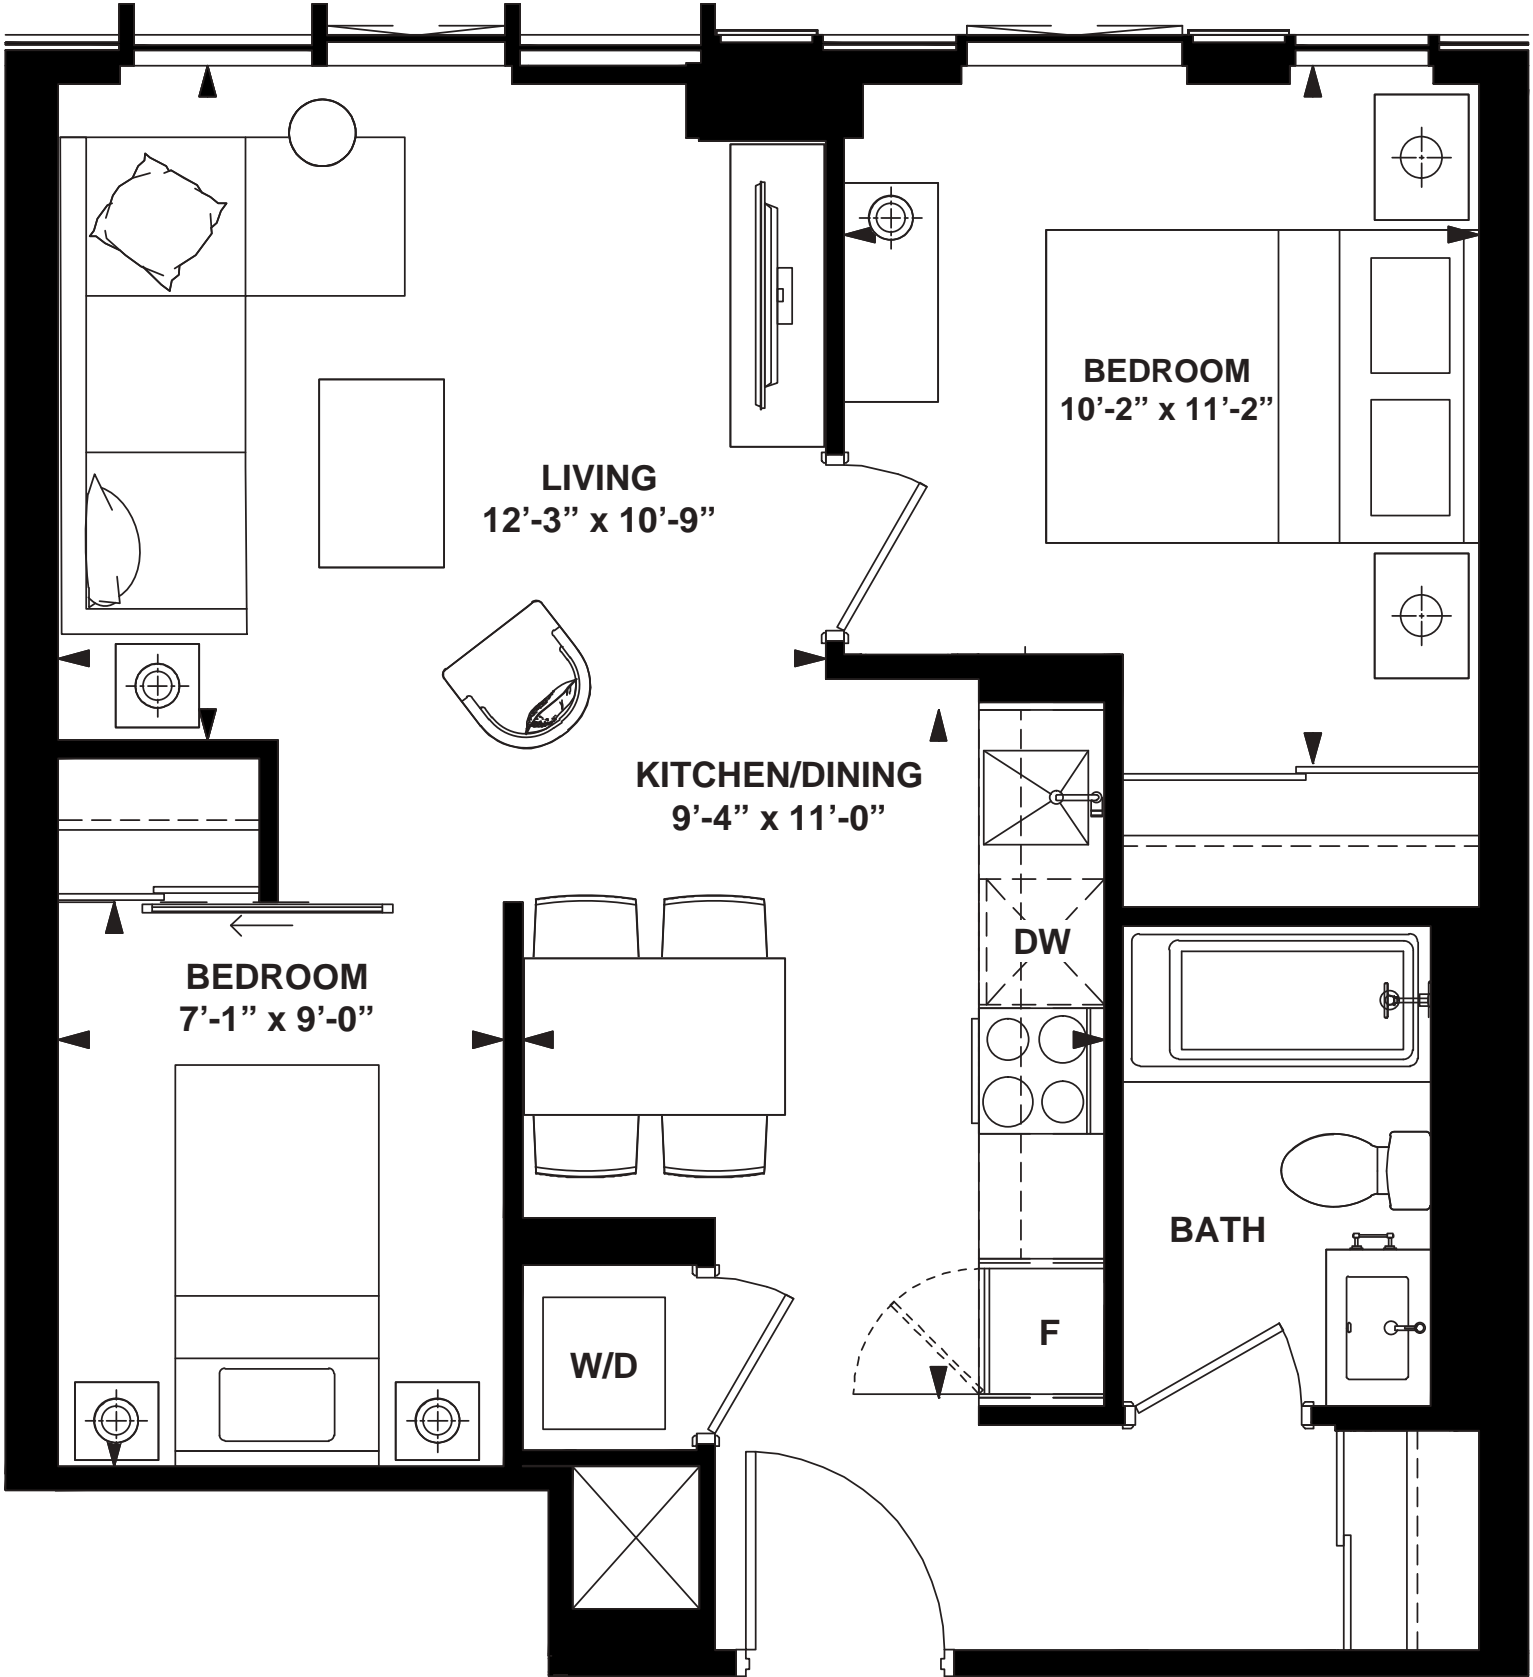 BEDROOM
10’-2” x 11’-2”
LIVING
12’-3” x 10’-9”
KITCHEN/DINING
9’-4” x 11’-0”
DW
BEDROOM
7’-1” x 9’-0”
BATH
F
W/D